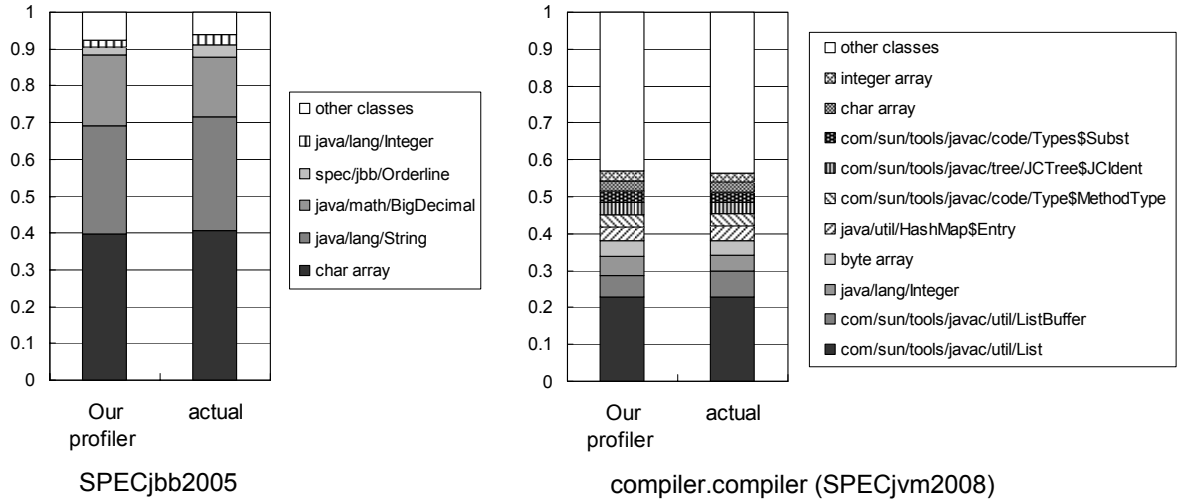 1
0.9
0.8
0.7
0.6
0.5
0.4
0.3
0.2
0.1
0
Our profiler
actual
other classes
java/lang/Integer
spec/jbb/Orderline
java/math/BigDecimal
java/lang/String
char array
SPECjbb2005
1
0.9
0.8
0.7
0.6
0.5
0.4
0.3
0.2
0.1
0
Our profiler
actual
other classes
integer array
char array
com/sun/tools/javac/code/Types$Subst
com/sun/tools/javac/tree/JCTree$JCIdent
com/sun/tools/javac/code/Type$MethodType
java/util/HashMap$Entry
byte array
java/lang/Integer
com/sun/tools/javac/util/ListBuffer
com/sun/tools/javac/util/List
compiler.compiler (SPECjvm2008)